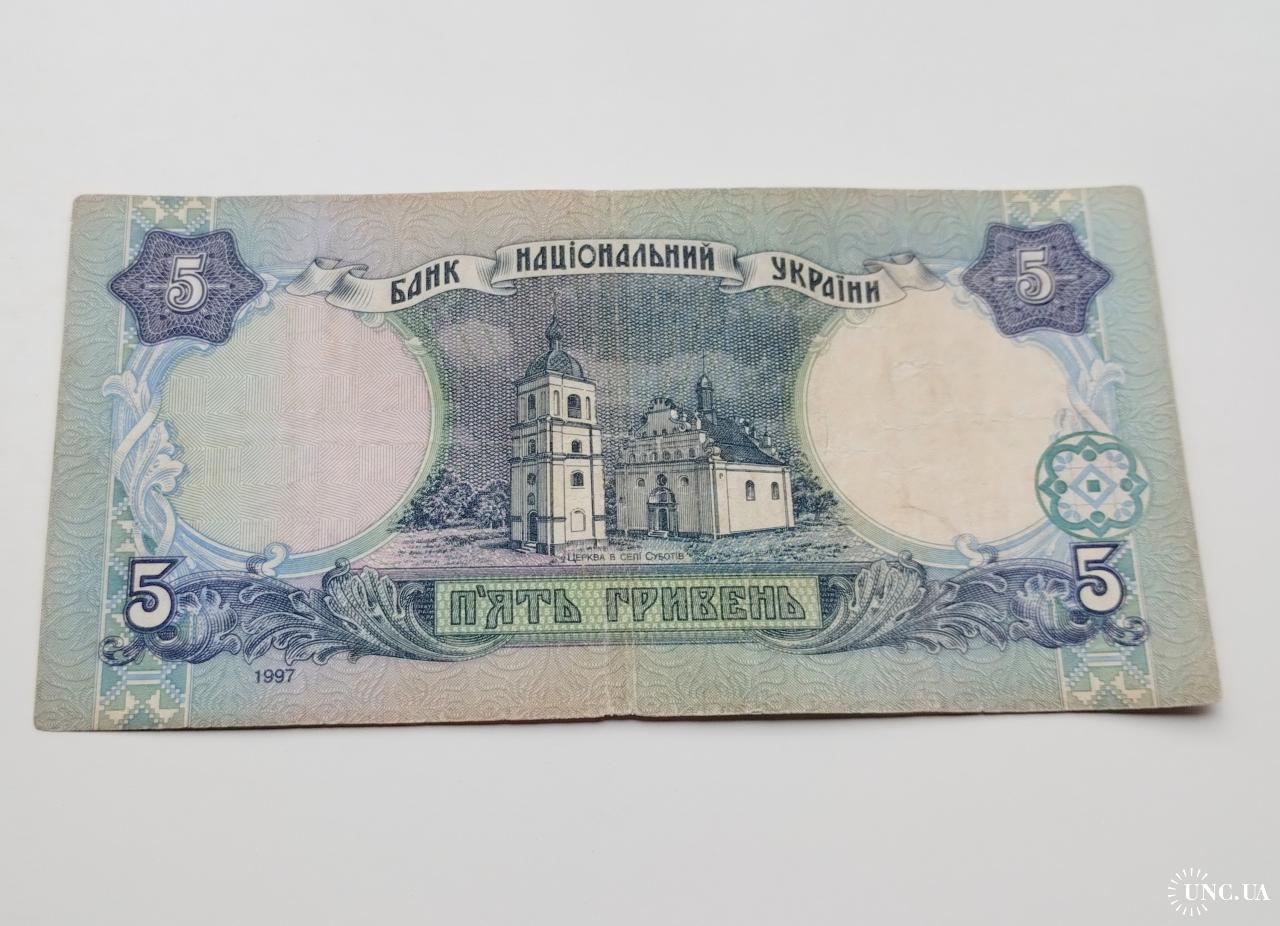 5 5
БАНК НАЦІОНАЛЬНИЙ УКРАЇНИ
ЦЕРКВА В СЕЛІ СУБОТІВ
5 5
П'ЯТЬ ГРИВЕНЬ
1997
UNC.UA